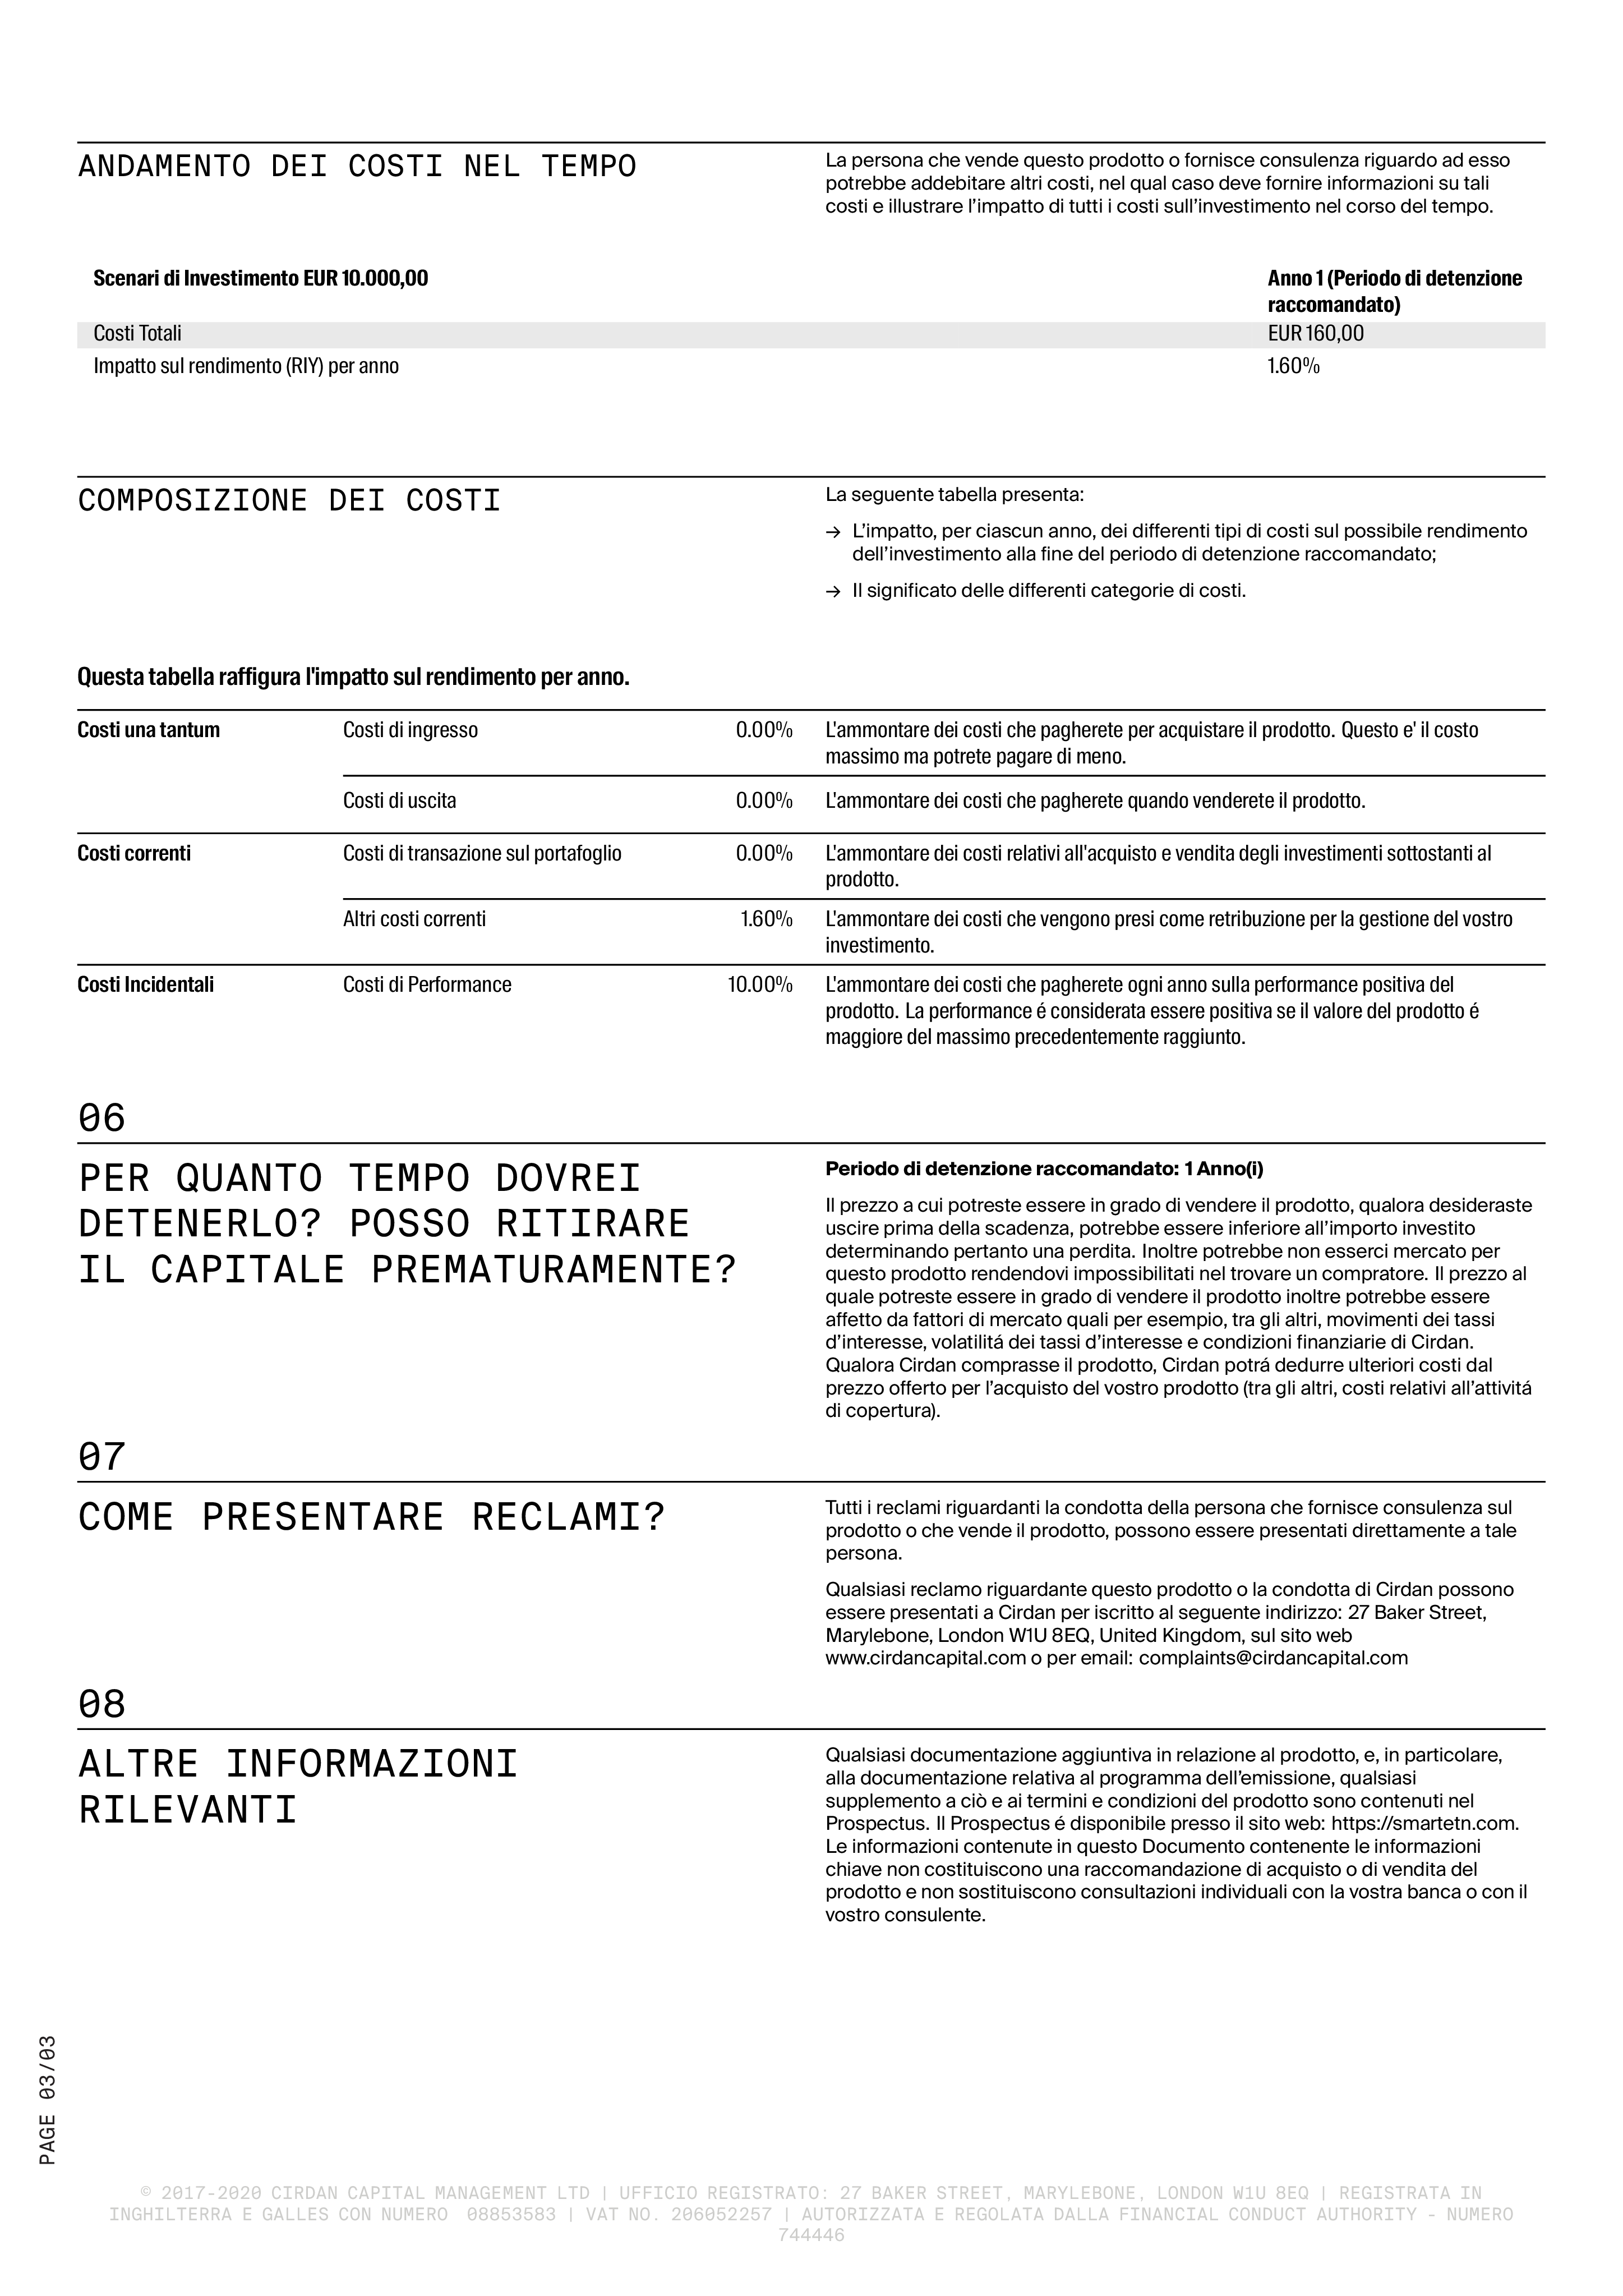 ANDAMENTO DEI COSTI NEL TEMPO
La persona che vende questo prodotto o fornisce consulenza riguardo ad esso
potrebbe addebitare altri costi, nel qual caso deve fornire informazioni su tali
costi e illustrare l’impatto di tutti i costi sull’investimento nel corso del tempo.
Scenari di Investimento EUR 10.000,00
Anno 1 (Periodo di detenzione
raccomandato)
Costi Totali EUR 160,00
Impatto sul rendimento (RIY) per anno 1.60%
COMPOSIZIONE DEI COSTI
La seguente tabella presenta:
→ L’impatto, per ciascun anno, dei differenti tipi di costi sul possibile rendimento
dell’investimento alla fine del periodo di detenzione raccomandato;
→ Il significato delle differenti categorie di costi.
Questa tabella raffigura l'impatto sul rendimento per anno.
Costi una tantum Costi di ingresso 0.00% L'ammontare dei costi che pagherete per acquistare il prodotto. Questo e' il costo
massimo ma potrete pagare di meno.
Costi di uscita 0.00% L'ammontare dei costi che pagherete quando venderete il prodotto.
Costi correnti Costi di transazione sul portafoglio 0.00% L'ammontare dei costi relativi all'acquisto e vendita degli investimenti sottostanti al
prodotto.
Altri costi correnti 1.60% L'ammontare dei costi che vengono presi come retribuzione per la gestione del vostro
investimento.
Costi Incidentali Costi di Performance 10.00% L'ammontare dei costi che pagherete ogni anno sulla performance positiva del
prodotto. La performance é considerata essere positiva se il valore del prodotto é
maggiore del massimo precedentemente raggiunto.
06
PER QUANTO TEMPO DOVREI
DETENERLO? POSSO RITIRARE
IL CAPITALE PREMATURAMENTE?
Periodo di detenzione raccomandato: 1 Anno(i)
Il prezzo a cui potreste essere in grado di vendere il prodotto, qualora desideraste
uscire prima della scadenza, potrebbe essere inferiore all’importo investito
determinando pertanto una perdita. Inoltre potrebbe non esserci mercato per
questo prodotto rendendovi impossibilitati nel trovare un compratore. Il prezzo al
quale potreste essere in grado di vendere il prodotto inoltre potrebbe essere
affetto da fattori di mercato quali per esempio, tra gli altri, movimenti dei tassi
d’interesse, volatilitá dei tassi d’interesse e condizioni finanziarie di Cirdan.
Qualora Cirdan comprasse il prodotto, Cirdan potrá dedurre ulteriori costi dal
prezzo offerto per l’acquisto del vostro prodotto (tra gli altri, costi relativi all’attivitá
di copertura).
07
COME PRESENTARE RECLAMI?
Tutti i reclami riguardanti la condotta della persona che fornisce consulenza sul
prodotto o che vende il prodotto, possono essere presentati direttamente a tale
persona.
Qualsiasi reclamo riguardante questo prodotto o la condotta di Cirdan possono
essere presentati a Cirdan per iscritto al seguente indirizzo: 27 Baker Street,
Marylebone, London W1U 8EQ, United Kingdom, sul sito web
www.cirdancapital.com o per email: complaints@cirdancapital.com
08
ALTRE INFORMAZIONI
RILEVANTI
Qualsiasi documentazione aggiuntiva in relazione al prodotto, e, in particolare,
alla documentazione relativa al programma dell’emissione, qualsiasi
supplemento a ciò e ai termini e condizioni del prodotto sono contenuti nel
Prospectus. Il Prospectus é disponibile presso il sito web: https://smartetn.com.
Le informazioni contenute in questo Documento contenente le informazioni
chiave non costituiscono una raccomandazione di acquisto o di vendita del
prodotto e non sostituiscono consultazioni individuali con la vostra banca o con il
vostro consulente.
PAGE 03/03
© 2017-2020 CIRDAN CAPITAL MANAGEMENT LTD | UFFICIO REGISTRATO: 27 BAKER STREET, MARYLEBONE, LONDON W1U 8EQ | REGISTRATA IN
INGHILTERRA E GALLES CON NUMERO 08853583 | VAT NO. 206052257 | AUTORIZZATA E REGOLATA DALLA FINANCIAL CONDUCT AUTHORITY - NUMERO
744446